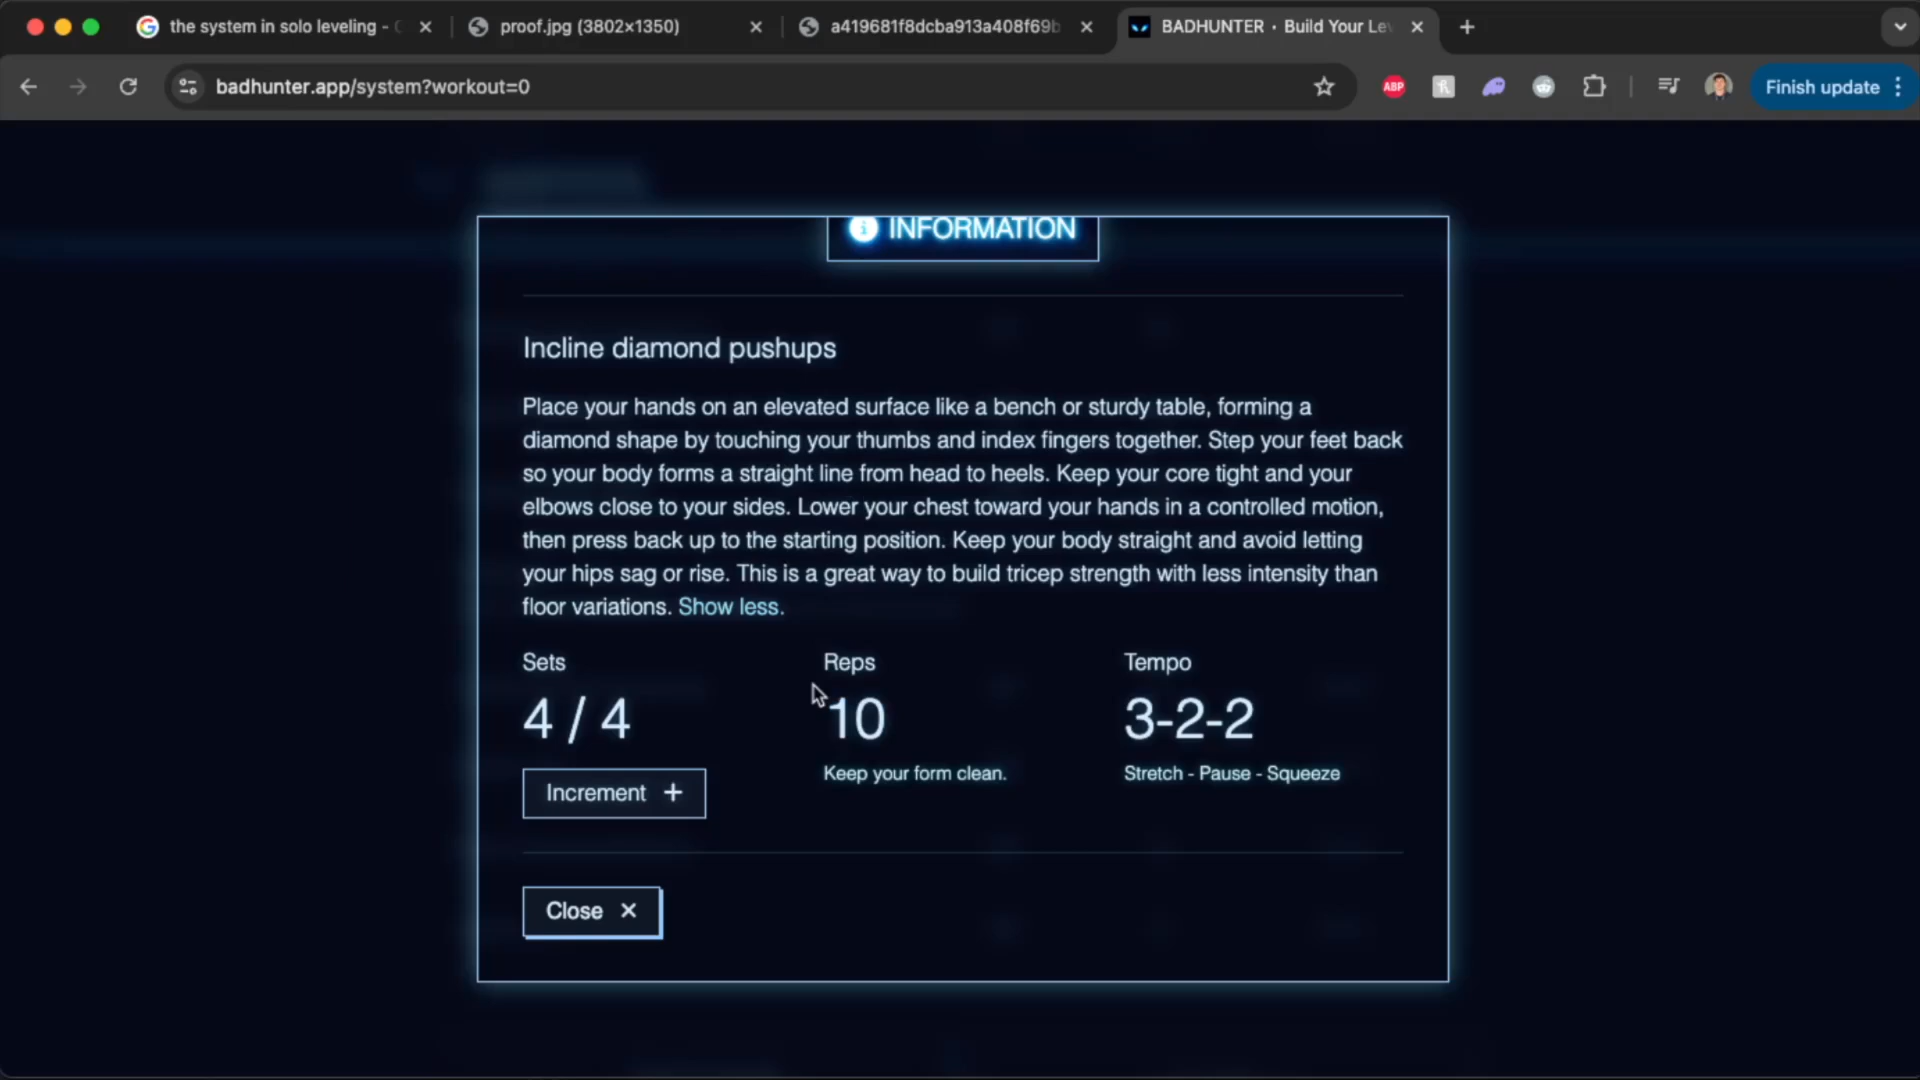 the system in solo leveling -
proof.jpg (3802×1350)
a419681f8dcba913a408f69b
BADHUNTER · Build Your Lev
badhunter.app/system?workout=0
ABP
Finish update
INFORMATION
Incline diamond pushups
Place your hands on an elevated surface like a bench or sturdy table, forming a
diamond shape by touching your thumbs and index fingers together. Step your feet back
so your body forms a straight line from head to heels. Keep your core tight and your
elbows close to your sides. Lower your chest toward your hands in a controlled motion,
then press back up to the starting position. Keep your body straight and avoid letting
your hips sag or rise. This is a great way to build tricep strength with less intensity than
floor variations. Show less.
Sets
Reps
Tempo
4 / 4
10
3-2-2
Keep your form clean.
Stretch - Pause - Squeeze
Increment +
Close ×